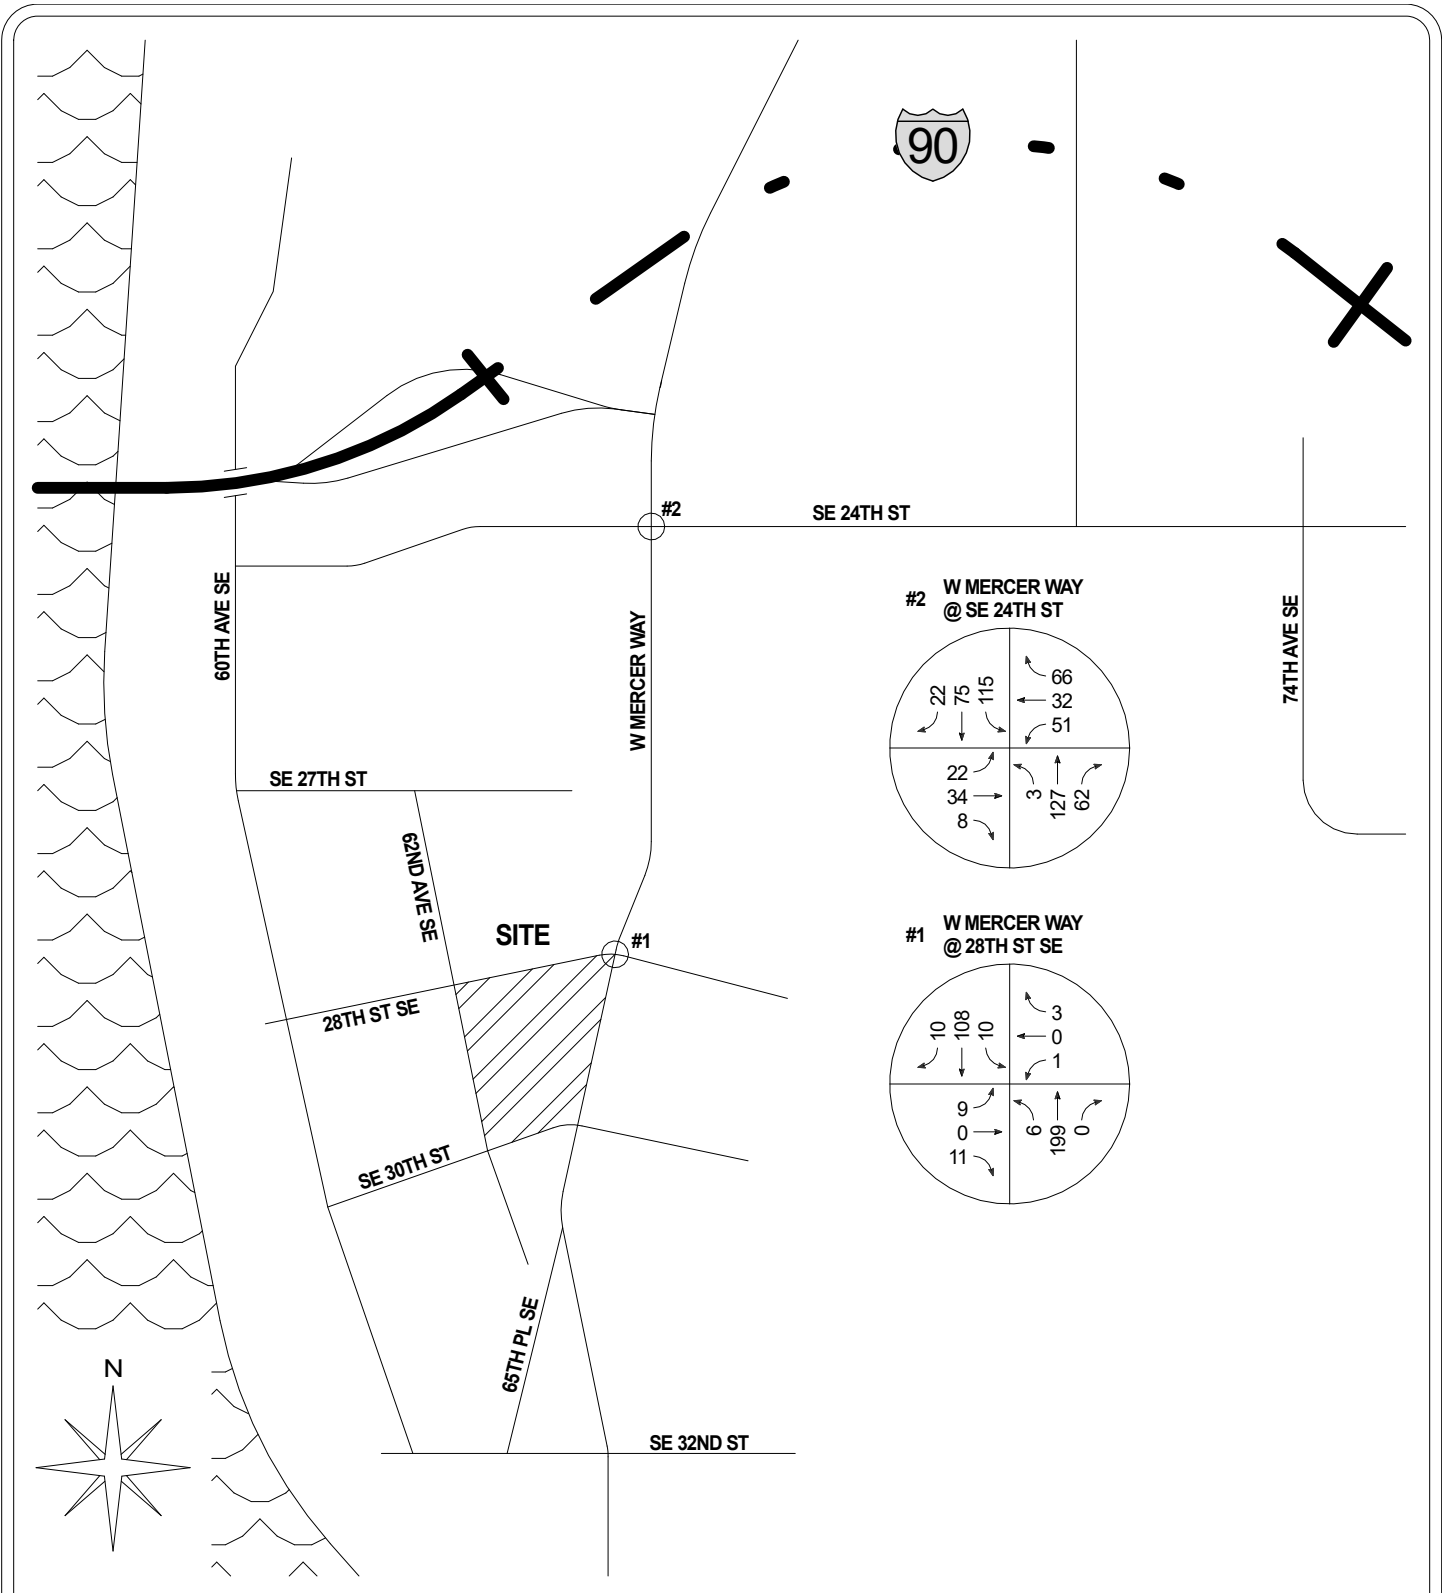 90
#2
SE 24TH ST
60TH AVE SE
W MERCER WAY
74TH AVE SE
#2 W MERCER WAY
@ SE 24TH ST
22 75 115
66
32
51
22
34
8
3 127 62
SE 27TH ST
62ND AVE SE
SITE
#1
28TH ST SE
#1 W MERCER WAY
@ 28TH ST SE
10 108 10
3
0
1
9
0
11
6 199 0
SE 30TH ST
65TH PL SE
SE 32ND ST
N